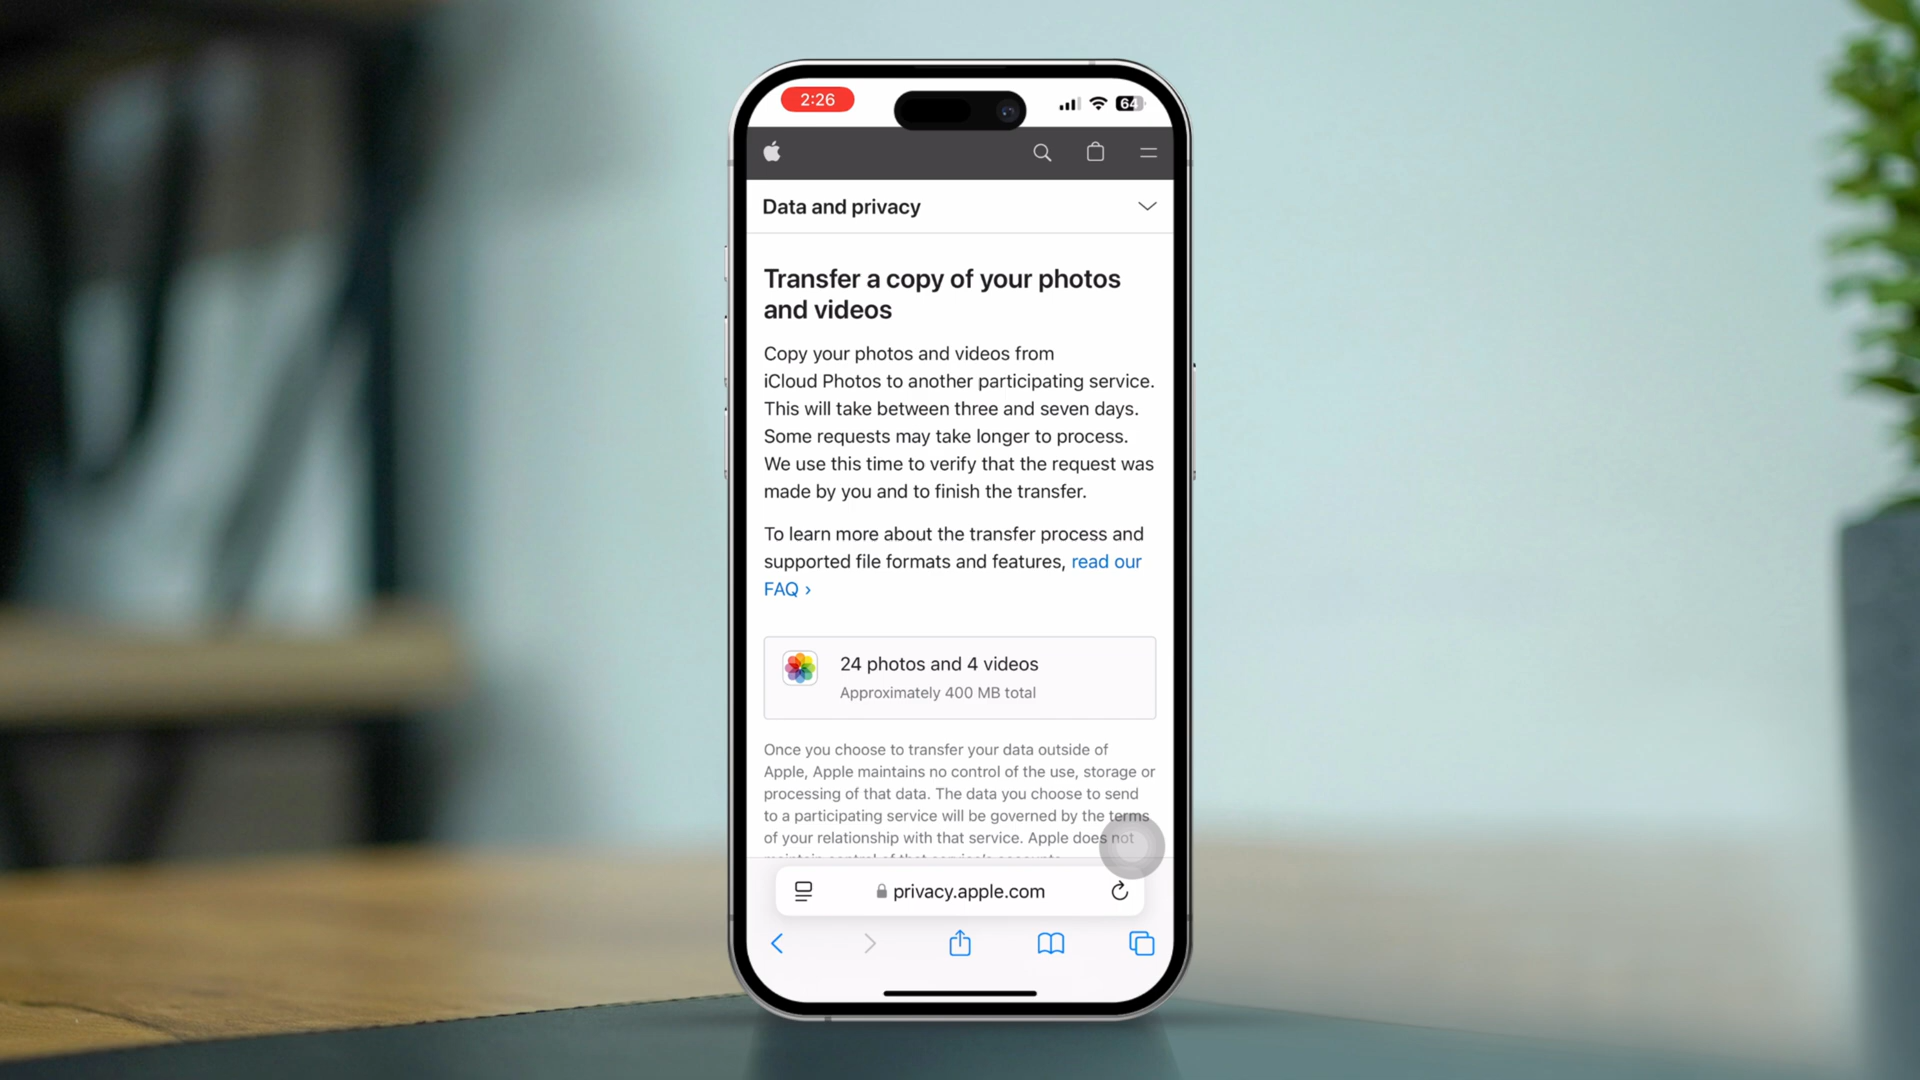 2:26
64
Data and privacy
Transfer a copy of your photos
and videos
Copy your photos and videos from
iCloud Photos to another participating service.
This will take between three and seven days.
Some requests may take longer to process.
We use this time to verify that the request was
made by you and to finish the transfer.
To learn more about the transfer process and
supported file formats and features, read our
FAQ ›
24 photos and 4 videos
Approximately 400 MB total
Once you choose to transfer your data outside of
Apple, Apple maintains no control of the use, storage or
processing of that data. The data you choose to send
to a participating service will be governed by the terms
of your relationship with that service. Apple does not
privacy.apple.com